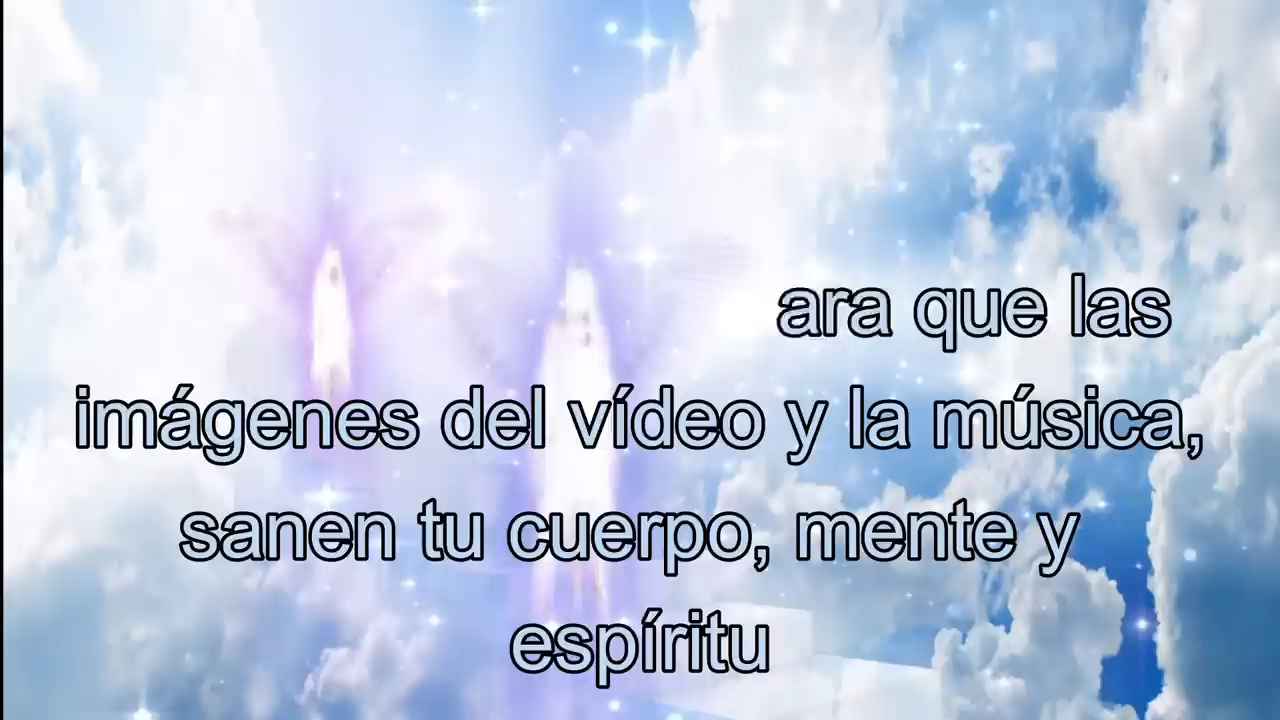 ara que las
imágenes del vídeo y la música,
sanen tu cuerpo, mente y
espíritu